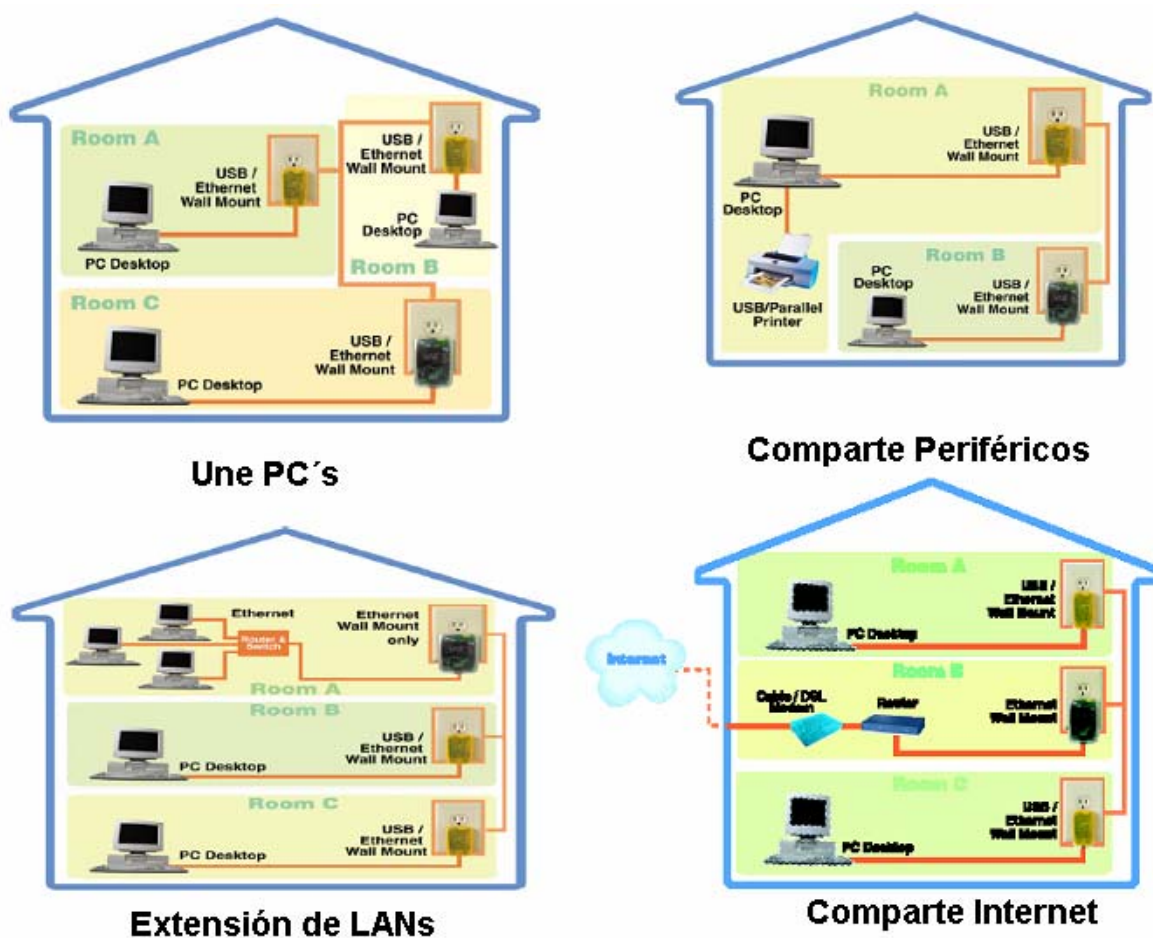 Room A
USB /
Ethernet
Wall Mount
PC Desktop
USB /
Ethernet
Wall Mount
PC
Desktop
Room B
Room C
USB /
Ethernet
Wall Mount
PC Desktop
Une PC´s
Room A
USB /
Ethernet
Wall Mount
PC
Desktop
USB/Parallel
Printer
Room B
PC
Desktop
USB /
Ethernet
Wall Mount
Comparte Periféricos
Ethernet
Router &
Switch
Ethernet
Wall Mount
only
Room A
Room B
USB /
Ethernet
Wall Mount
PC Desktop
Room C
USB /
Ethernet
Wall Mount
PC Desktop
Extensión de LANs
Internet
Room A
USB /
Ethernet
Wall Mount
PC Desktop
Room B
Cable / DSL
Modem
Router
Ethernet
Wall Mount
Room C
USB /
Ethernet
Wall Mount
PC Desktop
Comparte Internet